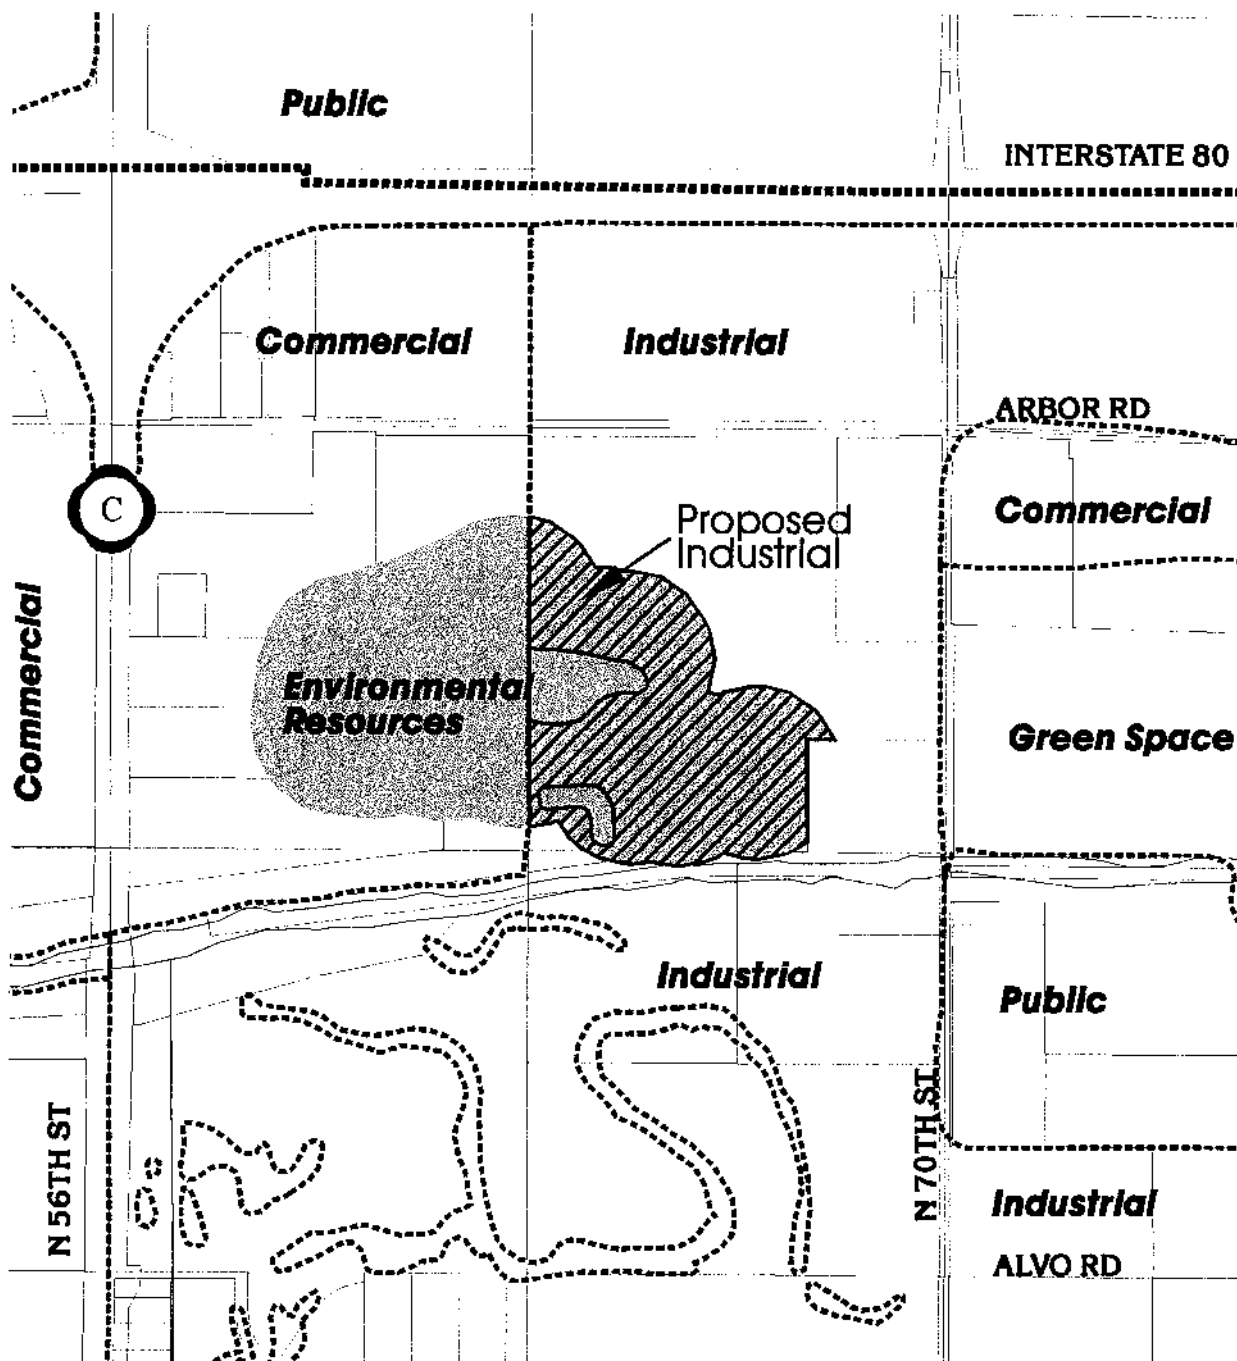 Public
INTERSTATE 80
Commercial
Industrial
ARBOR RD
C
Commercial
Proposed
Industrial
Commercial
Environmental
Resources
Green Space
Industrial
Public
N 56TH ST
N 70TH ST
Industrial
ALVO RD